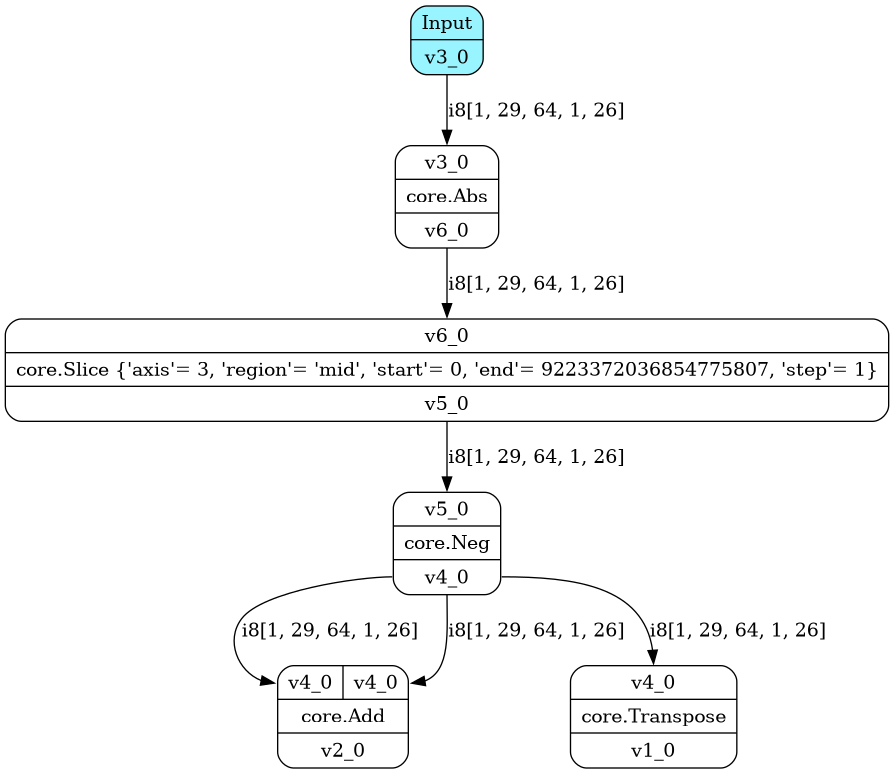 Input
v3_0
i8[1, 29, 64, 1, 26]
v3_0
core.Abs
v6_0
i8[1, 29, 64, 1, 26]
v6_0
core.Slice {'axis'= 3, 'region'= 'mid', 'start'= 0, 'end'= 9223372036854775807, 'step'= 1}
v5_0
i8[1, 29, 64, 1, 26]
v5_0
core.Neg
v4_0
i8[1, 29, 64, 1, 26] i8[1, 29, 64, 1, 26] i8[1, 29, 64, 1, 26]
v4_0 v4_0 v4_0
core.Add core.Transpose
v2_0 v1_0